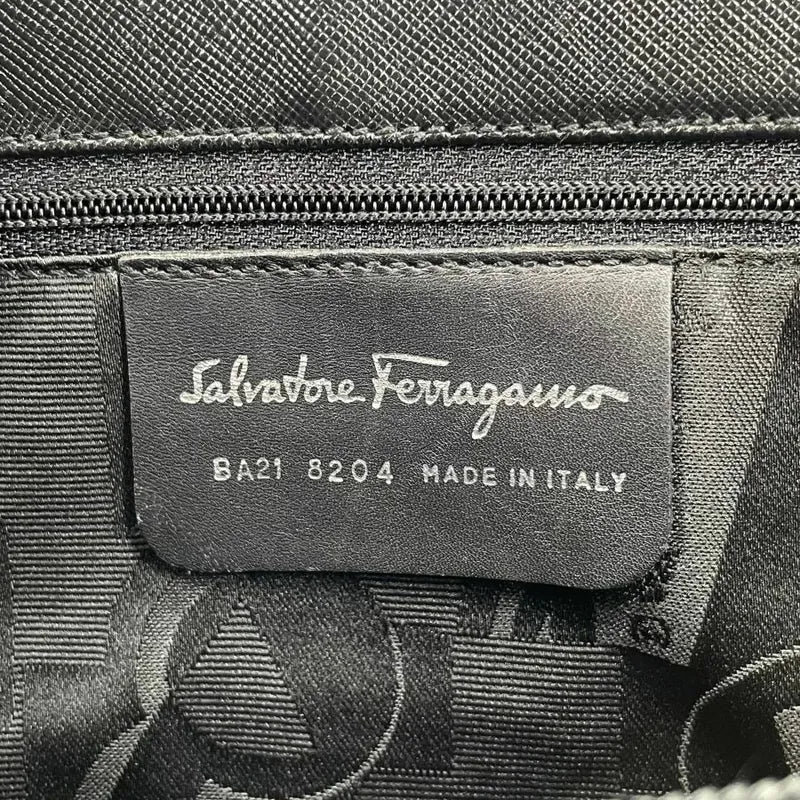 Salvatore Ferragamo
BA21 8204 MADE IN ITALY